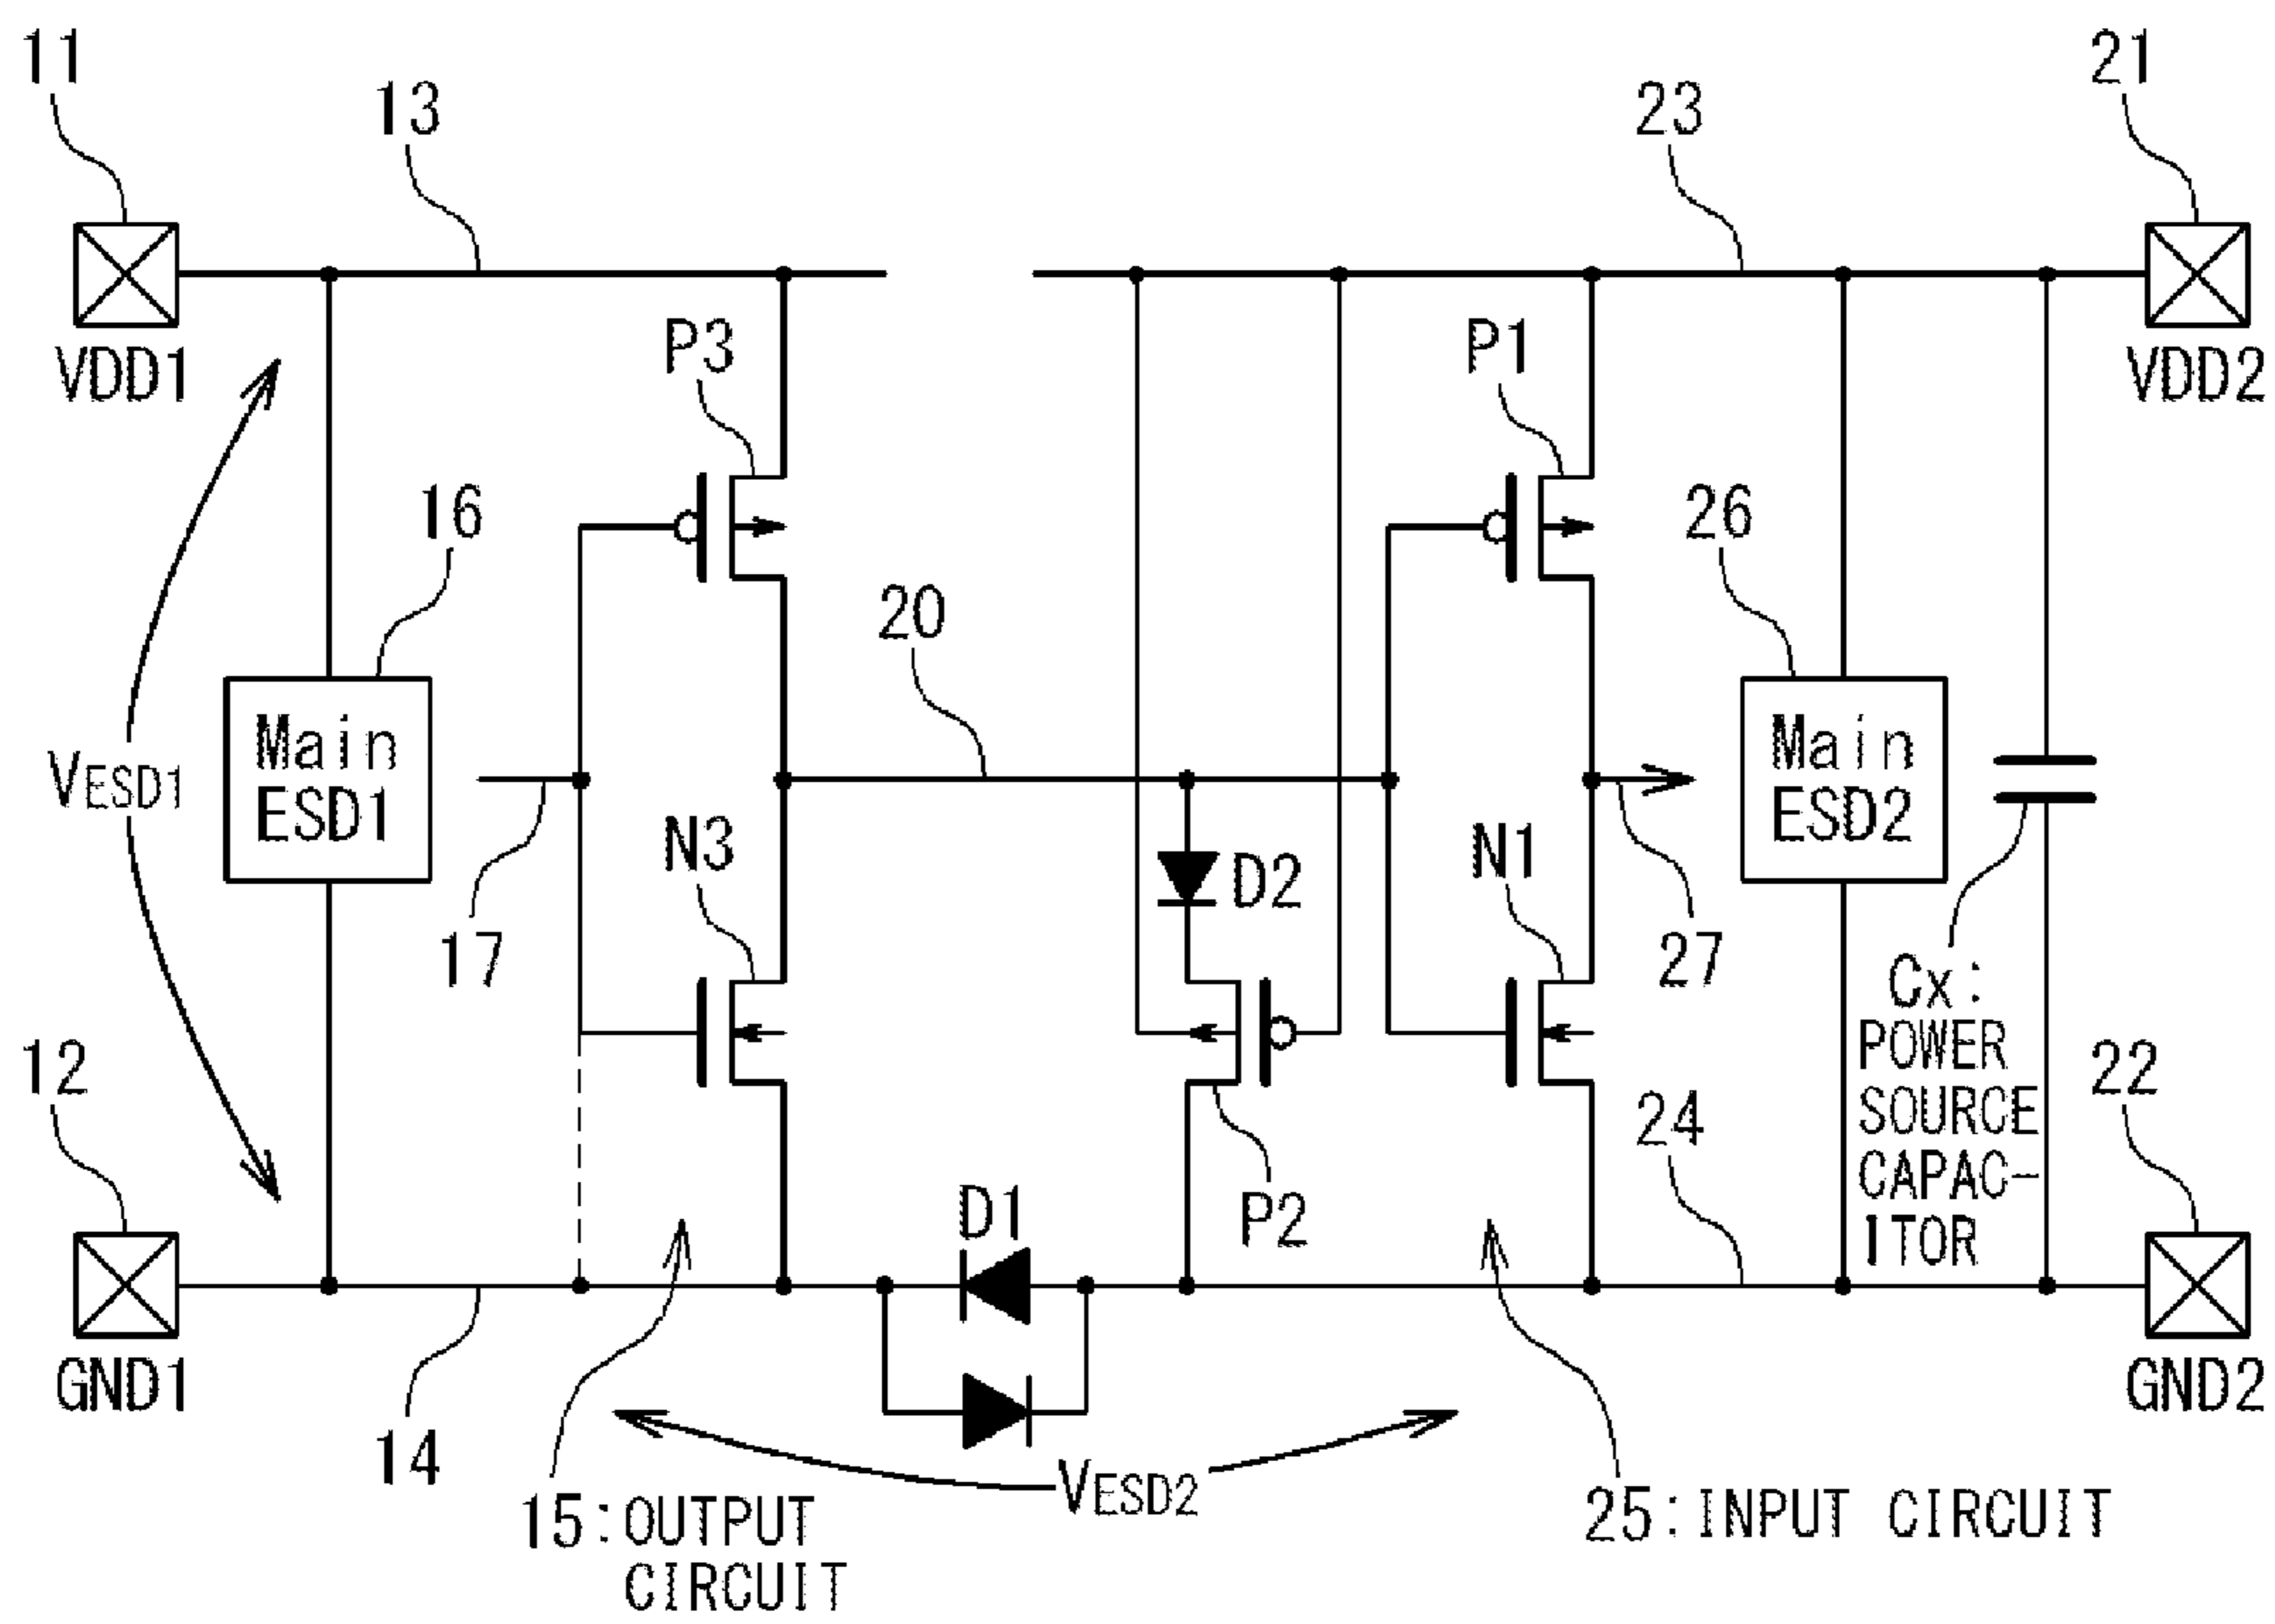 11
13
23
21
VDD1
P3
P1
VDD2
16
26
20
Main
ESD1
Main
ESD2
VESD1
N3
D2
N1
17
27
Cx:
POWER
SOURCE
CAPAC-
ITOR
12
22
24
D1
P2
GND1
GND2
14
VESD2
15:OUTPUT
CIRCUIT
25:INPUT CIRCUIT